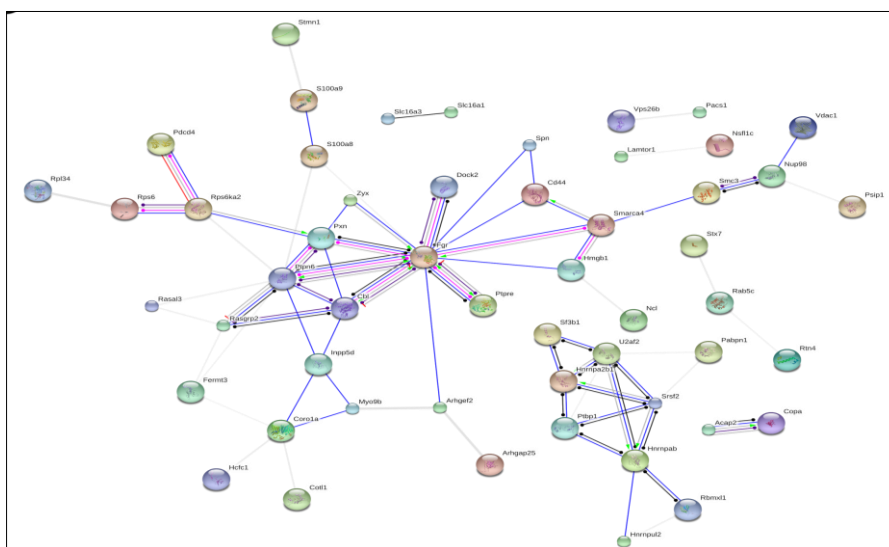 Stmn1
S100a9
Slc16a3
Slc16a1
Vps26b
Pacs1
Vdac1
Pdcd4
S100a8
Spn
Lamtor1
Nsfl1c
Nup98
Rpl34
Rps6
Rps6ka2
Zyx
Dock2
Cd44
Smc3
Psip1
Pxn
Smarca4
Fgr
Stx7
Ptpn6
Hmgb1
Rasal3
Cbl
Ptpre
Rab5c
Rasgrp2
Ncl
Sf3b1
U2af2
Pabpn1
Rtn4
Inpp5d
Hnrnpa2b1
Fermt3
Myo9b
Arhgef2
Srsf2
Coro1a
Ptbp1
Acap2
Copa
Hcfc1
Arhgap25
Hnrnpab
Cotl1
Rbmxl1
Hnrnpul2